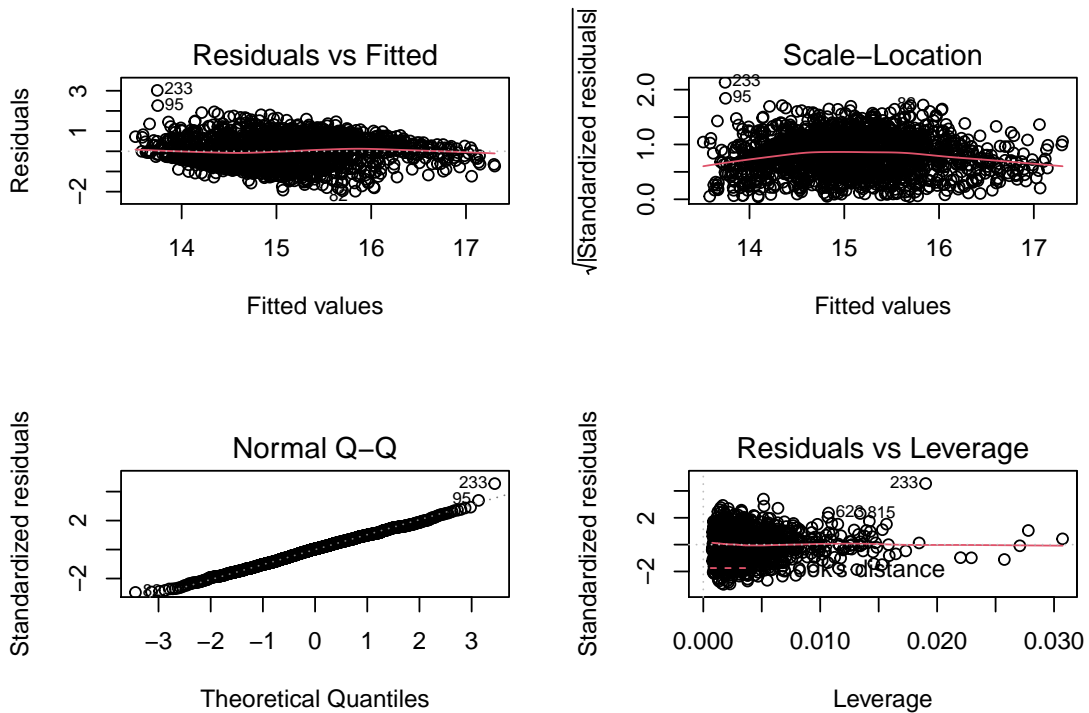 Residuals vs Fitted
Residuals
3
1
−2
233
95
82
14 15 16 17
Fitted values
Scale−Location
√|Standardized residuals|
2.0
1.0
0.0
233
95
14 15 16 17
Fitted values
Normal Q−Q
Standardized residuals
2
−2
233
95
−3 −2 −1 0 1 2 3
Theoretical Quantiles
Residuals vs Leverage
Standardized residuals
2
−2
233
623 815
distance
0.000 0.010 0.020 0.030
Leverage